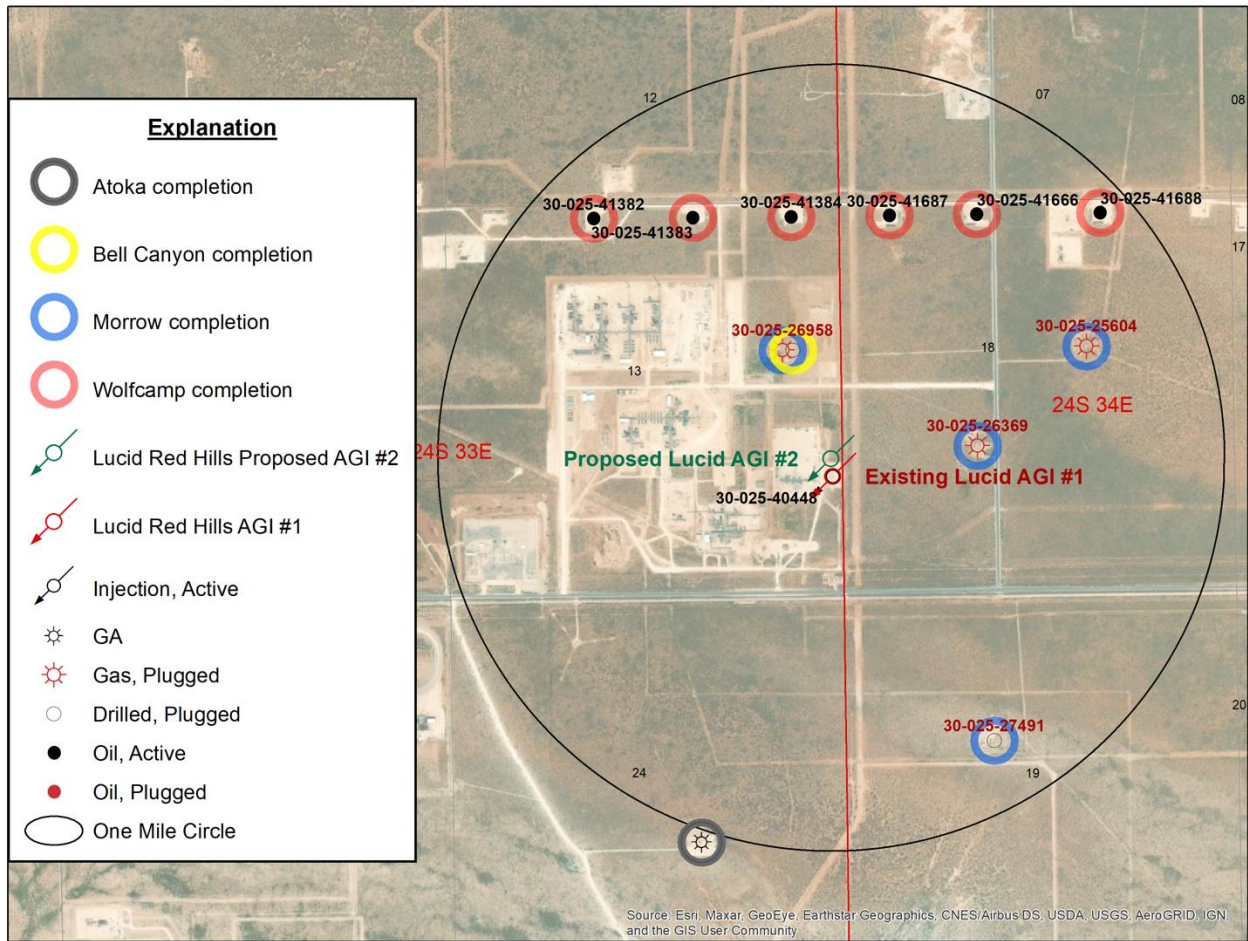 Explanation
Atoka completion
Bell Canyon completion
Morrow completion
Wolfcamp completion
Lucid Red Hills Proposed AGI #2
Lucid Red Hills AGI #1
Injection, Active
GA
Gas, Plugged
Drilled, Plugged
Oil, Active
Oil, Plugged
One Mile Circle
12
07
08
30-025-41382
30-025-41384
30-025-41687
30-025-41666
30-025-41688
30-025-41383
17
30-025-26958
30-025-25604
13
18
24S 34E
30-025-26369
24S 33E
Proposed Lucid AGI #2
Existing Lucid AGI #1
30-025-40448
20
30-025-27491
24
19
Source: Esri, Maxar, GeoEye, Earthstar Geographics, CNES/Airbus DS, USDA, USGS, AeroGRID, IGN,
and the GIS User Community